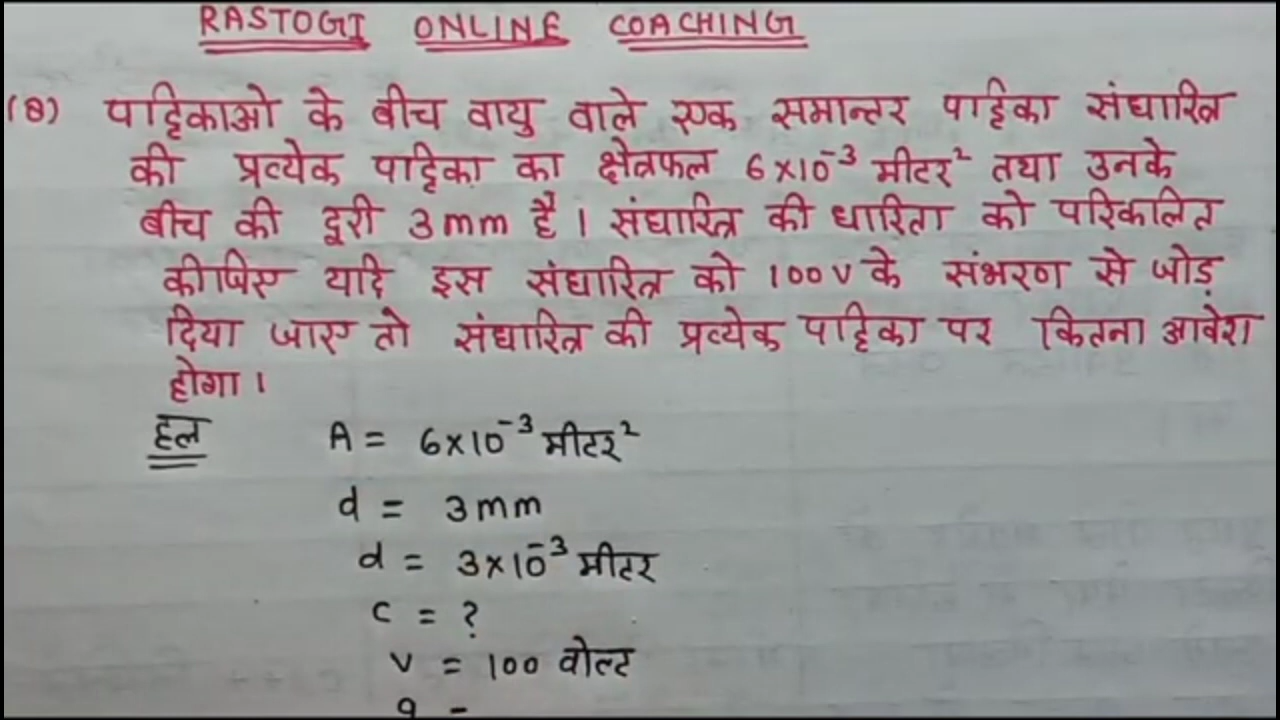 RASTOGI ONLINE COACHING
(8) पट्टिकाओ के बीच वायु वाले एक समान्तर पट्टिका संधारित्र
की प्रत्येक पट्टिका का क्षेत्रफल 6×10⁻³ मीटर² तथा उनके
बीच की दूरी 3mm है। संधारित्र की धारिता को परिकलित
कीजिए यदि इस संधारित्र को 100V के संभरण से जोड़
दिया जाए तो संधारित्र की प्रत्येक पट्टिका पर कितना आवेश
होगा।
हल A = 6×10⁻³ मीटर²
d = 3mm
d = 3×10⁻³ मीटर
C = ?
V = 100 वोल्ट
q =